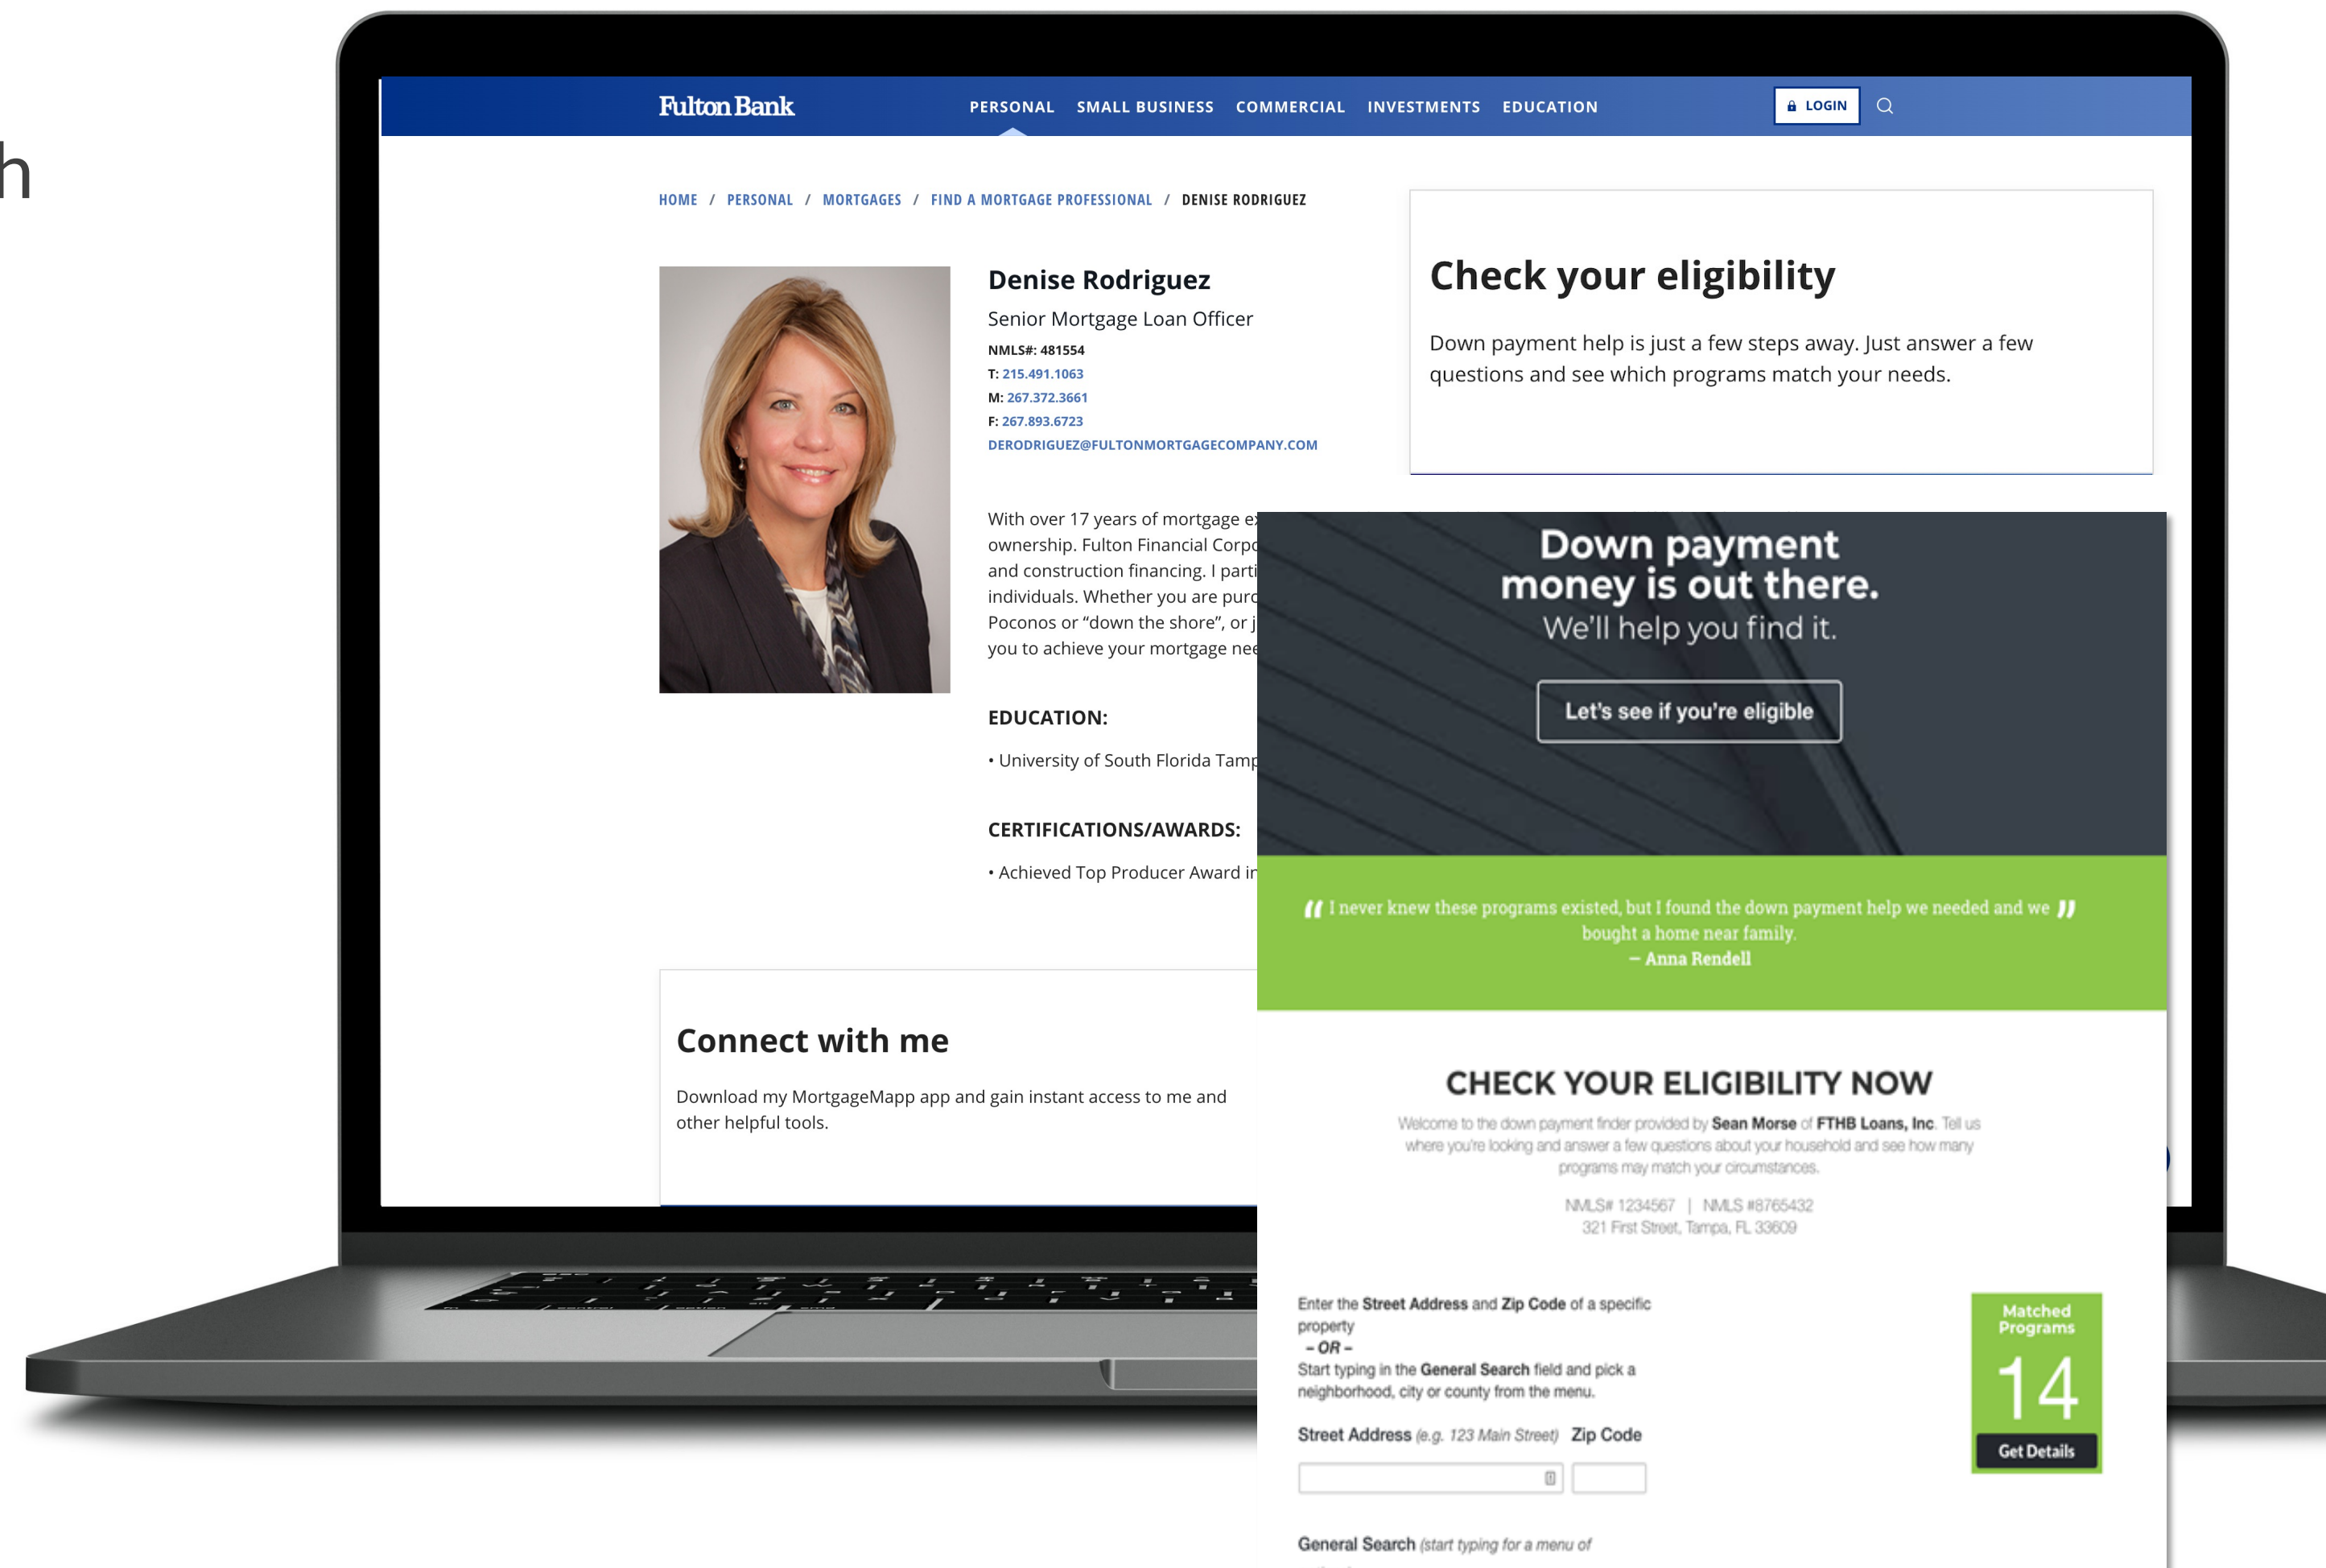 h
Fulton Bank
PERSONAL SMALL BUSINESS COMMERCIAL INVESTMENTS EDUCATION
LOGIN
HOME / PERSONAL / MORTGAGES / FIND A MORTGAGE PROFESSIONAL / DENISE RODRIGUEZ
Denise Rodriguez
Senior Mortgage Loan Officer
NMLS#: 481554
T: 215.491.1063
M: 267.372.3661
F: 267.893.6723
DERODRIGUEZ@FULTONMORTGAGECOMPANY.COM
Check your eligibility
Down payment help is just a few steps away. Just answer a few
questions and see which programs match your needs.
With over 17 years of mortgage
ownership. Fulton Financial
and construction financing. I
individuals. Whether you are
Poconos or “down the shore”, or
you to achieve your mortgage
EDUCATION:
• University of South Florida
CERTIFICATIONS/AWARDS:
• Achieved Top Producer Award
Connect with me
Download my MortgageMapp app and gain instant access to me and
other helpful tools.
Down payment
money is out there.
We'll help you find it.
Let's see if you're eligible
“ I never knew these programs existed, but I found the down payment help we needed and we ”
bought a home near family.
— Anna Rendell
CHECK YOUR ELIGIBILITY NOW
Welcome to the down payment finder provided by Sean Morse of FTHB Loans, Inc. Tell us
where you're looking and answer a few questions about your household and see how many
programs may match your circumstances.
NMLS# 1234567 | NMLS #8765432
321 First Street, Tampa, FL 33609
Enter the Street Address and Zip Code of a specific
property
– OR –
Start typing in the General Search field and pick a
neighborhood, city or county from the menu.
Street Address (e.g. 123 Main Street) Zip Code
General Search (start typing for a menu of
Matched
Programs
14
Get Details